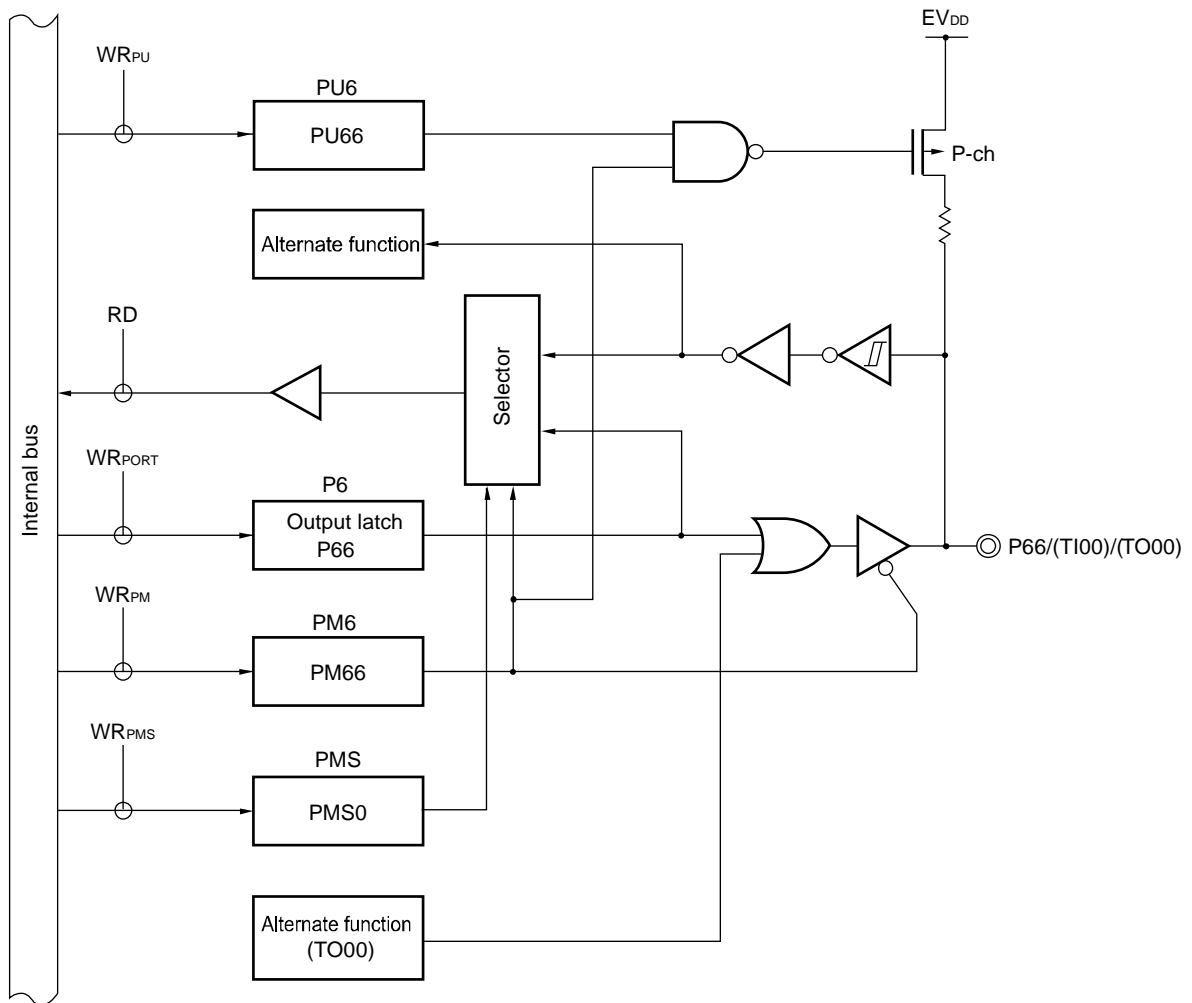 EVDD
WRPU
PU6
PU66
P-ch
Alternate function
RD
Selector
Internal bus
WRPORT
P6
Output latch
P66
P66/(TI00)/(TO00)
WRPM
PM6
PM66
WRPMS
PMS
PMS0
Alternate function
(TO00)